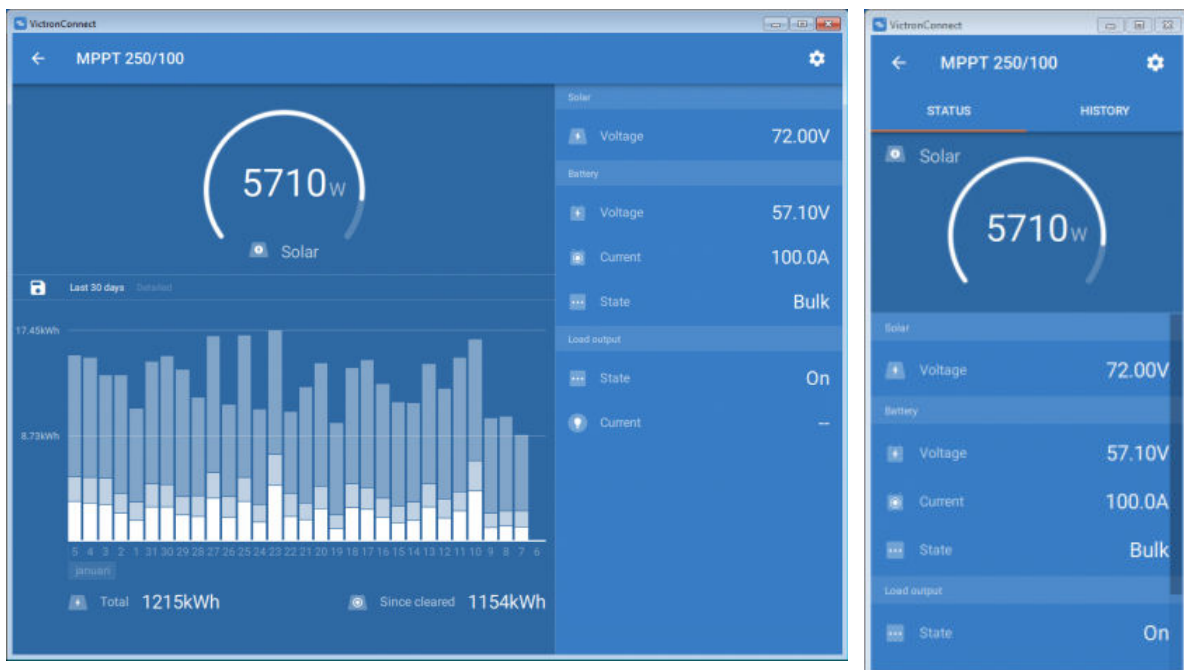 VictronConnect
MPPT 250/100
5710W
Solar
Last 30 days Detailed
17.45kWh
8.73kWh
5 4 3 2 1 31 30 29 28 27 26 25 24 23 22 21 20 19 18 17 16 15 14 13 12 11 10 9 8 7 6
januari
Total 1215kWh Since cleared 1154kWh
Solar
Voltage 72.00V
Battery
Voltage 57.10V
Current 100.0A
State Bulk
Load output
State On
Current --
VictronConnect
MPPT 250/100
STATUS HISTORY
Solar
5710W
Solar
Voltage 72.00V
Battery
Voltage 57.10V
Current 100.0A
State Bulk
Load output
State On